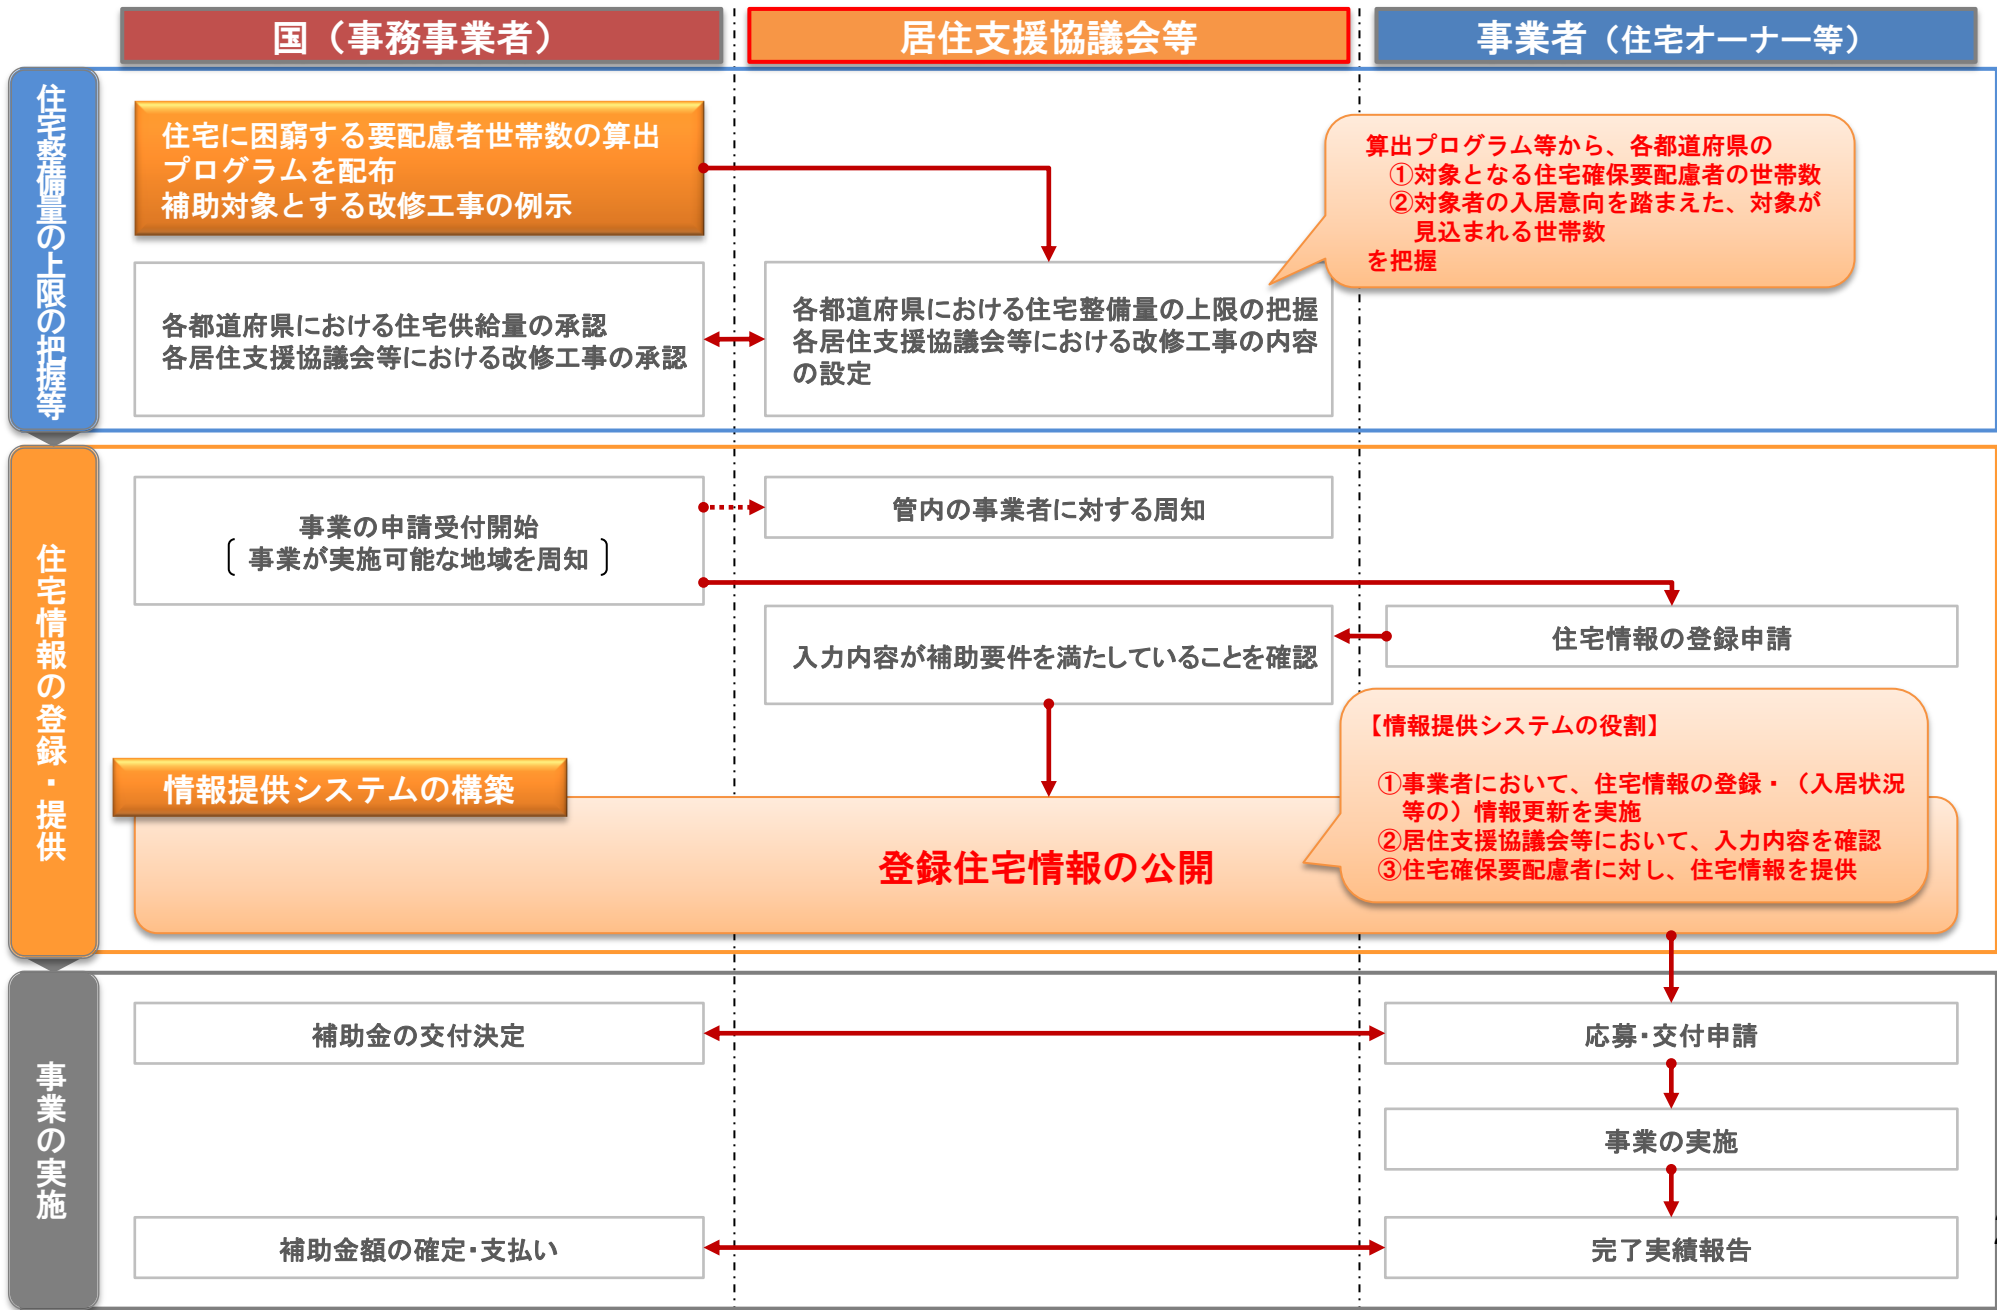 国（事務事業者）
居住支援協議会等
事業者（住宅オーナー等）
住宅整備量の上限の把握等
住宅に困窮する要配慮者世帯数の算出
プログラムを配布
補助対象とする改修工事の例示
算出プログラム等から、各都道府県の
①対象となる住宅確保要配慮者の世帯数
②対象者の入居意向を踏まえた、対象が
見込まれる世帯数
を把握
各都道府県における住宅供給量の承認
各居住支援協議会等における改修工事の承認
各都道府県における住宅整備量の上限の把握
各居住支援協議会等における改修工事の内容
の設定
住宅情報の登録・提供
事業の申請受付開始
〔 事業が実施可能な地域を周知 〕
管内の事業者に対する周知
住宅情報の登録申請
入力内容が補助要件を満たしていることを確認
【情報提供システムの役割】
①事業者において、住宅情報の登録・（入居状況
等の）情報更新を実施
②居住支援協議会等において、入力内容を確認
③住宅確保要配慮者に対し、住宅情報を提供
情報提供システムの構築
登録住宅情報の公開
事業の実施
補助金の交付決定
応募・交付申請
事業の実施
補助金額の確定・支払い
完了実績報告